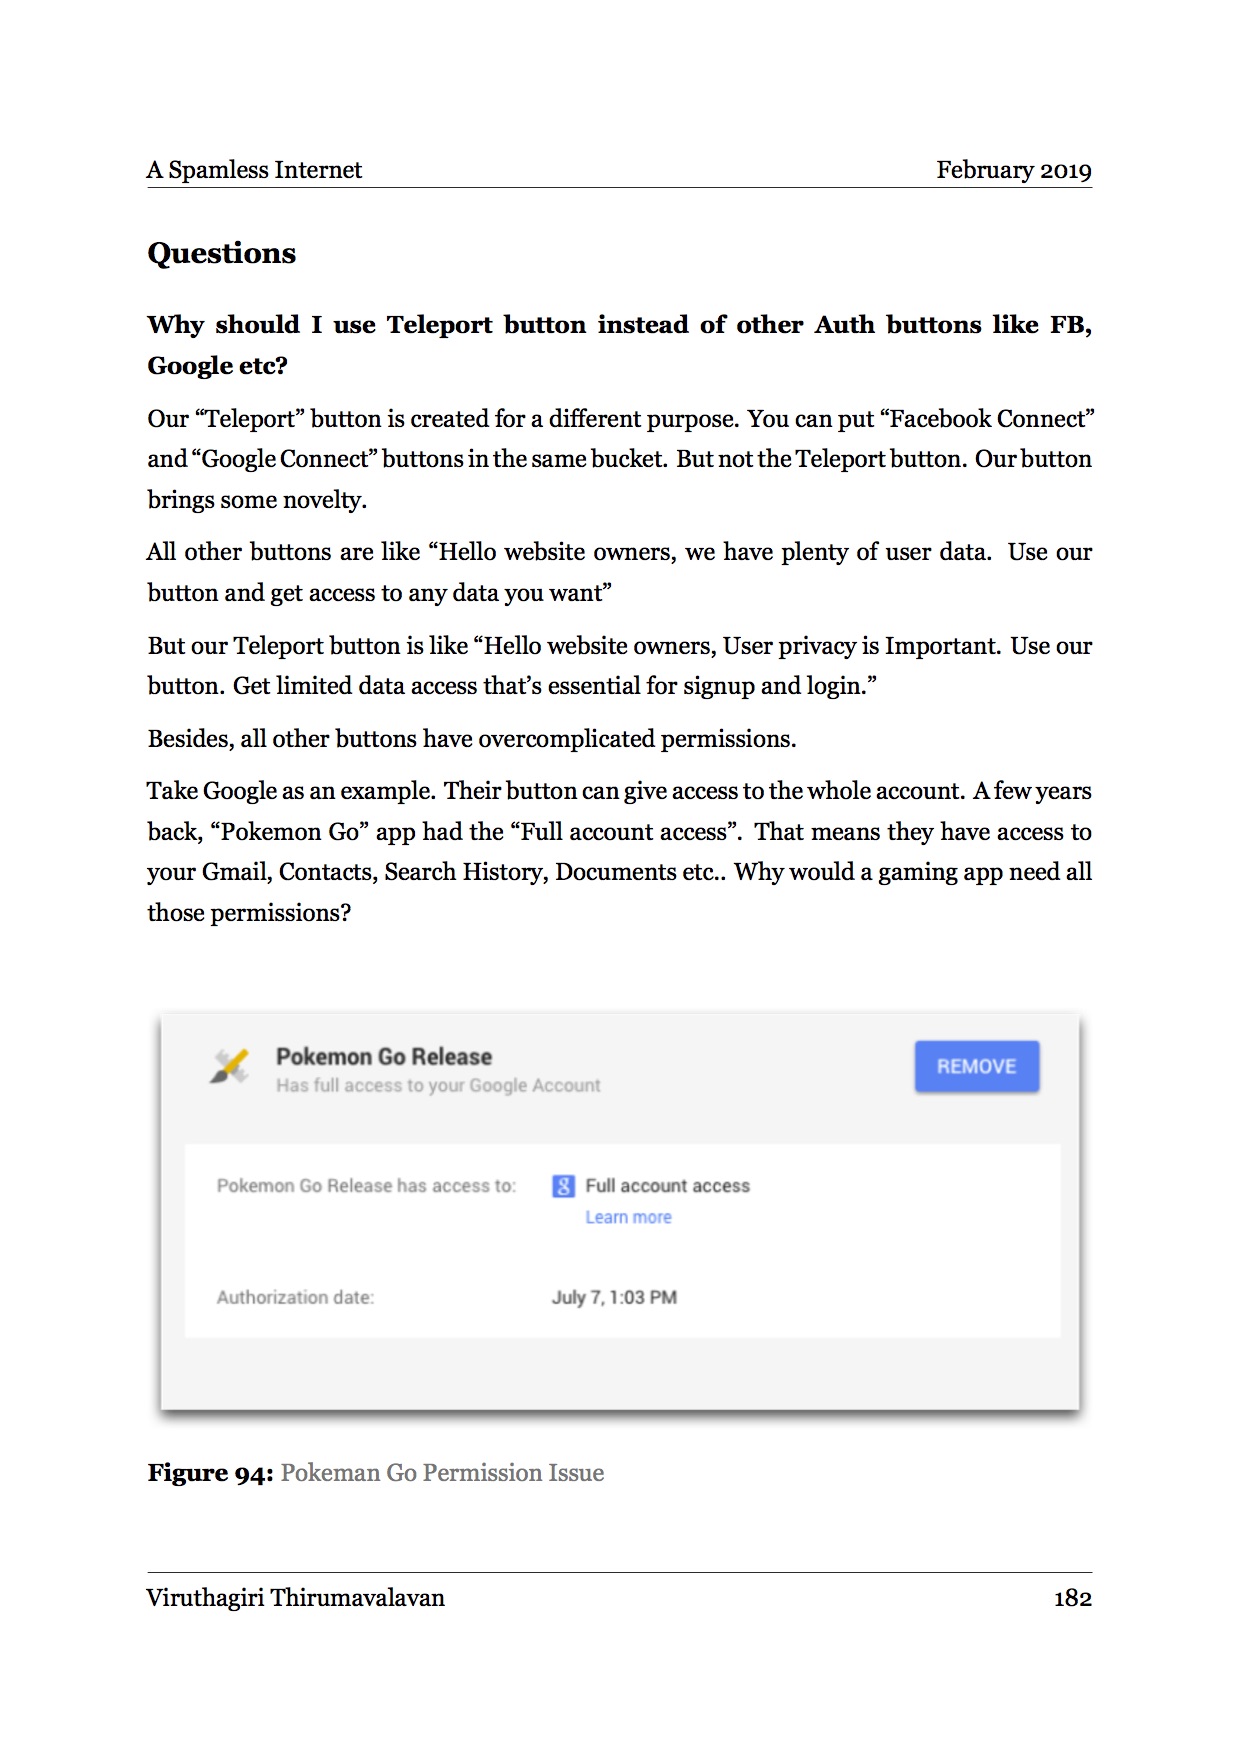 A Spamless Internet February 2019
Questions
Why should I use Teleport button instead of other Auth buttons like FB,
Google etc?
Our “Teleport” button is created for a different purpose. You can put “Facebook Connect”
and “Google Connect” buttons in the same bucket. But not the Teleport button. Our button
brings some novelty.
All other buttons are like “Hello website owners, we have plenty of user data. Use our
button and get access to any data you want”
But our Teleport button is like “Hello website owners, User privacy is Important. Use our
button. Get limited data access that’s essential for signup and login.”
Besides, all other buttons have overcomplicated permissions.
Take Google as an example. Their button can give access to the whole account. A few years
back, “Pokemon Go” app had the “Full account access”. That means they have access to
your Gmail, Contacts, Search History, Documents etc.. Why would a gaming app need all
those permissions?
Pokemon Go Release
Has full access to your Google Account
REMOVE
Pokemon Go Release has access to: g Full account access
Learn more
Authorization date: July 7, 1:03 PM
Figure 94: Pokeman Go Permission Issue
Viruthagiri Thirumavalavan 182